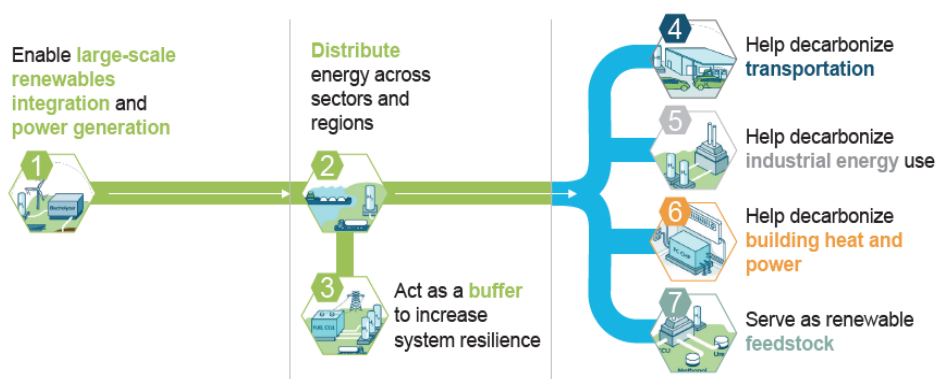 Enable large-scale
renewables
integration and
power generation
1
Electrolyzer
Distribute
energy across
sectors and
regions
2
3
FUEL CELL
Act as a buffer
to increase
system resilience
4
Help decarbonize
transportation
5
Help decarbonize
industrial energy use
6
Help decarbonize
building heat and
power
7
Methanol
Serve as renewable
feedstock